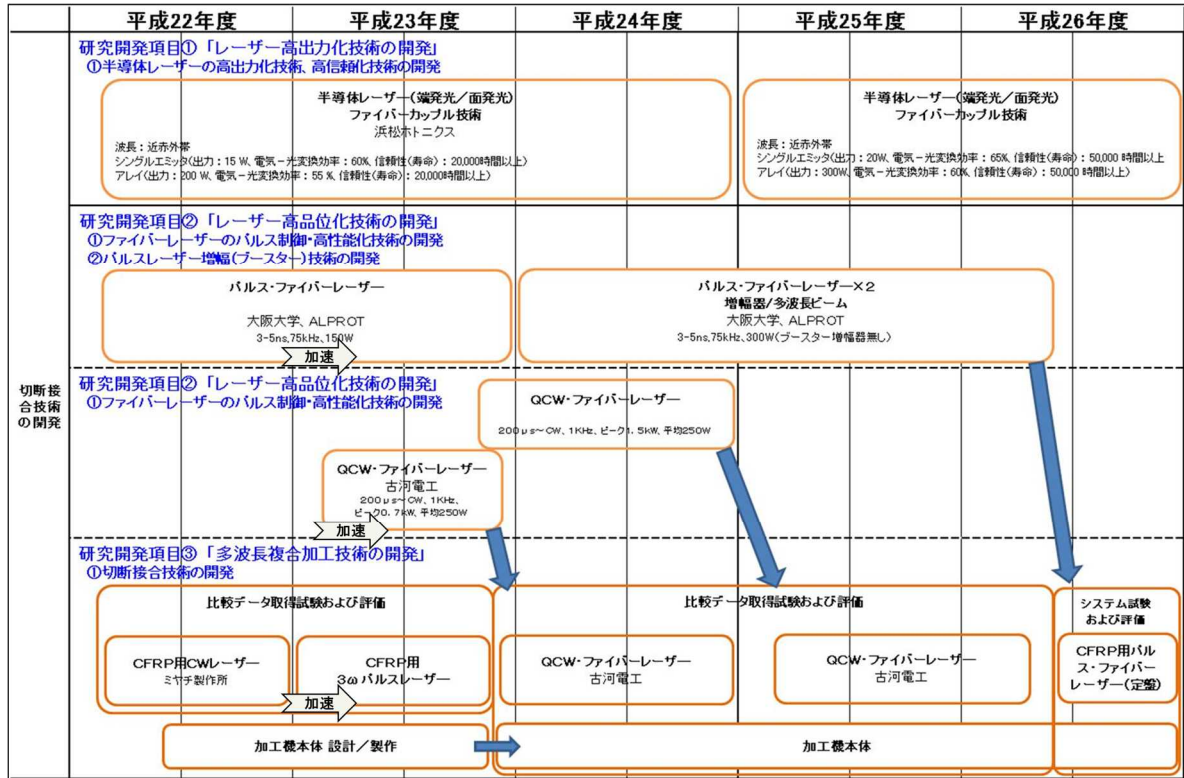 平成22年度 平成23年度 平成24年度 平成25年度 平成26年度
切断接
合技術
の開発
研究開発項目①「レーザー高出力化技術の開発」
①半導体レーザーの高出力化技術、高信頼化技術の開発
半導体レーザー(端発光/面発光)
ファイバーカップル技術
浜松ホトニクス
波長:近赤外帯
シングルエミッタ(出力:15 W、電気-光変換効率:60%、信頼性(寿命):20,000時間以上)
アレイ(出力:200 W、電気-光変換効率:55 %、信頼性(寿命):20,000時間以上)
半導体レーザー(端発光/面発光)
ファイバーカップル技術
波長:近赤外帯
シングルエミッタ(出力:20W、電気-光変換効率:65%、信頼性(寿命):50,000 時間以上
アレイ(出力:300W、電気-光変換効率:60%、信頼性(寿命):50,000 時間以上)
研究開発項目②「レーザー高品位化技術の開発」
①ファイバーレーザーのパルス制御・高性能化技術の開発
②パルスレーザー増幅(ブースター)技術の開発
パルス・ファイバーレーザー
大阪大学、ALPROT
3-5ns,75kHz、150W
加速
パルス・ファイバーレーザー×2
増幅器/多波長ビーム
大阪大学、ALPROT
3-5ns,75kHz、300W(ブースター増幅器無し)
研究開発項目②「レーザー高品位化技術の開発」
①ファイバーレーザーのパルス制御・高性能化技術の開発
QCW・ファイバーレーザー
200μs~CW、1KHz、ピーク1.5kW、平均250W
QCW・ファイバーレーザー
古河電工
200μs~CW、1KHz、
ピーク0.7kW、平均250W
加速
研究開発項目③「多波長複合加工技術の開発」
①切断接合技術の開発
比較データ取得試験および評価
CFRP用CWレーザー
ミヤチ製作所
CFRP用
3ωパルスレーザー
加速
比較データ取得試験および評価
QCW・ファイバーレーザー
古河電工
QCW・ファイバーレーザー
古河電工
システム試験
および評価
CFRP用パル
ス・ファイバー
レーザー(定盤)
加工機本体 設計/製作
加工機本体